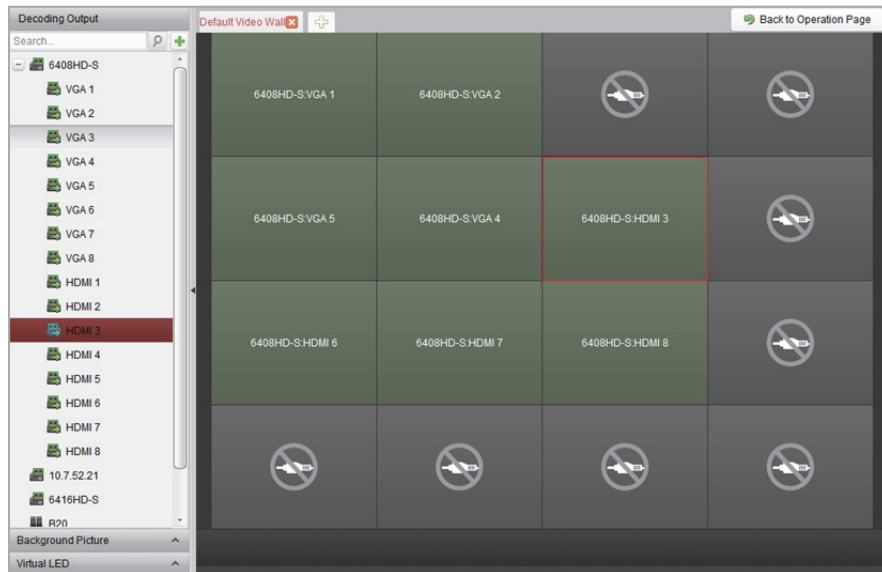 Decoding Output
Default Video Wall
Back to Operation Page
Search...
6408HD-S
VGA 1
VGA 2
VGA 3
VGA 4
VGA 5
VGA 6
VGA 7
VGA 8
HDMI 1
HDMI 2
HDMI 3
HDMI 4
HDMI 5
HDMI 6
HDMI 7
HDMI 8
10.7.52.21
6416HD-S
B20
Background Picture
Virtual LED
6408HD-S:VGA 1
6408HD-S:VGA 2
6408HD-S:VGA 5
6408HD-S:VGA 4
6408HD-S:HDMI 3
6408HD-S:HDMI 6
6408HD-S:HDMI 7
6408HD-S:HDMI 8